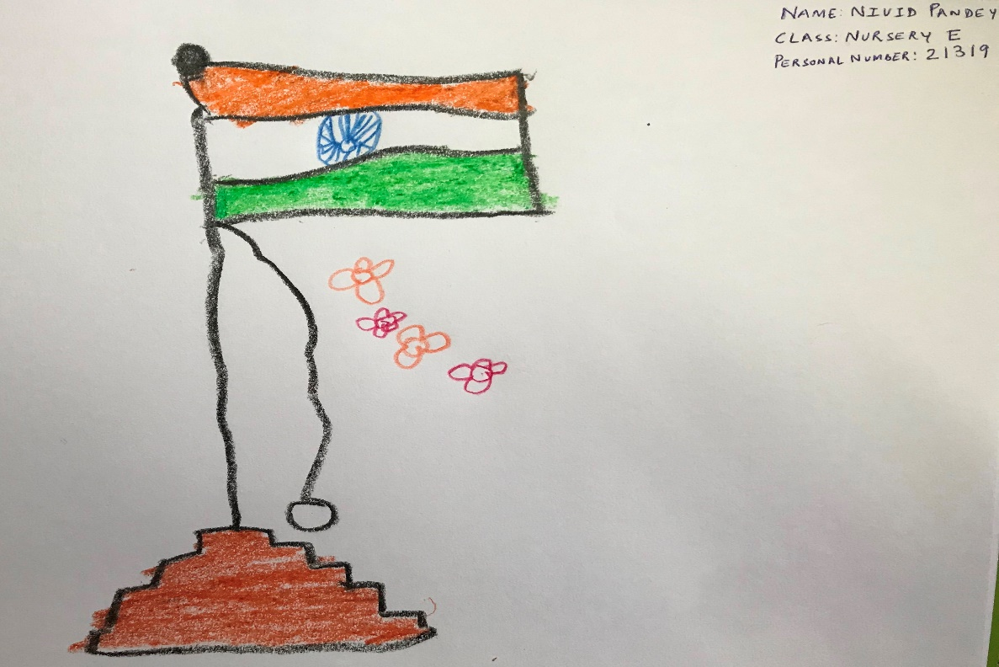 NAME: NIVID PANDEY
CLASS: NURSERY E
PERSONAL NUMBER: 21319